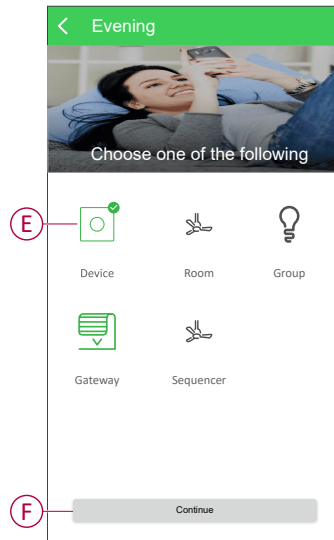 Evening
Choose one of the following
E
Device Room Group
Gateway Sequencer
F
Continue